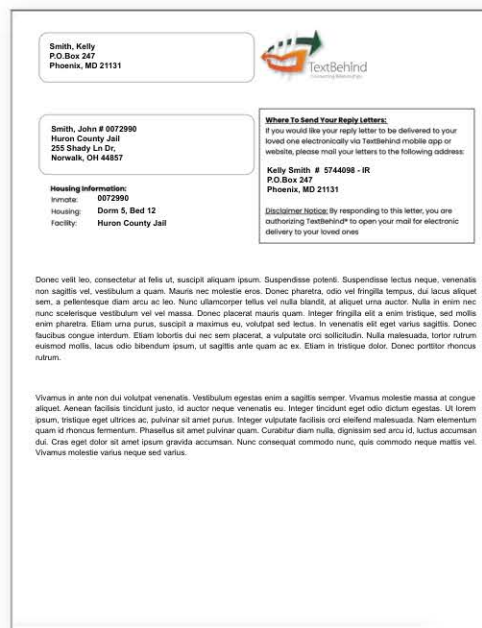 Smith, Kelly
P.O.Box 247
Phoenix, MD 21131
TextBehind
Smith, John # 0072990
Huron County Jail
255 Shady Ln Dr,
Norwalk, OH 44857
Where To Send Your Reply Letters:
If you would like your reply letter to be delivered to your
loved one electronically via TextBehind mobile app or
website, please mail your letters to the following address:
Kelly Smith # 5744098 - IR
P.O.Box 247
Phoenix, MD 21131
Disclaimer Notice: By responding to this letter, you are
authorizing TextBehind® to open your mail for electronic
delivery to your loved ones
Housing Information:
Inmate: 0072990
Housing: Dorm 5, Bed 12
Facility: Huron County Jail
Donec velit leo, consectetur at felis ut, suscipit aliquam ipsum. Suspendisse potenti. Suspendisse lectus neque, venenatis
non sagittis vel, vestibulum a quam. Mauris nec molestie eros. Donec pharetra, odio vel fringilla tempus, dui lacus aliquet
sem, a pellentesque diam arcu ac leo. Nunc ullamcorper tellus vel nulla blandit, at aliquet urna auctor. Nulla in enim nec
nunc scelerisque vestibulum vel vel massa. Donec placerat mauris quam. Integer fringilla elit a enim tristique, sed mollis
enim pharetra. Etiam urna purus, suscipit a maximus eu, volutpat sed lectus. In venenatis elit eget varius sagittis. Donec
faucibus congue interdum. Etiam lobortis dui nec sem placerat, a vulputate orci sollicitudin. Nulla malesuada, tortor rutrum
euismod mollis, lacus odio bibendum ipsum, ut sagittis ante quam ac ex. Etiam in tristique dolor. Donec porttitor rhoncus
rutrum.
Vivamus in ante non dui volutpat venenatis. Vestibulum egestas enim a sagittis semper. Vivamus molestie massa at congue
aliquet. Aenean facilisis tincidunt justo, id auctor neque venenatis eu. Integer tincidunt eget odio dictum egestas. Ut lorem
ipsum, tristique eget ultrices ac, pulvinar sit amet purus. Integer vulputate facilisis orci eleifend malesuada. Nam elementum
quam id rhoncus fermentum. Phasellus sit amet pulvinar quam. Curabitur diam nulla, dignissim sed arcu id, luctus accumsan
dui. Cras eget dolor sit amet ipsum gravida accumsan. Nunc consequat commodo nunc, quis commodo neque mattis vel.
Vivamus molestie varius neque sed varius.